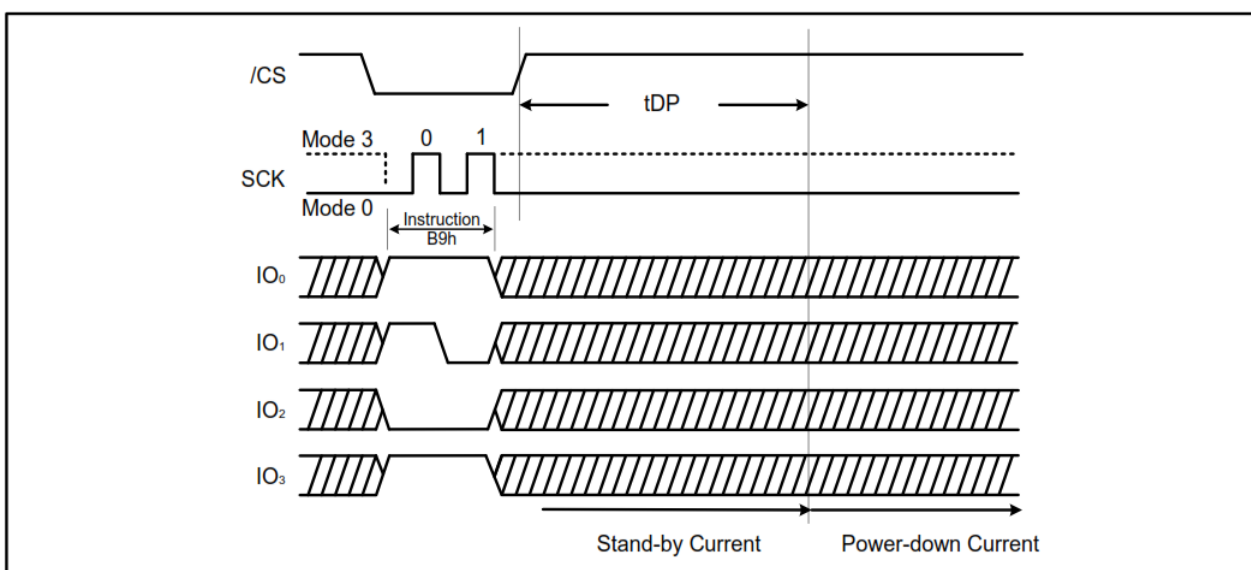 /CS
tDP
Mode 3 0 1
SCK
Mode 0
Instruction
B9h
IO₀
IO₁
IO₂
IO₃
Stand-by Current Power-down Current